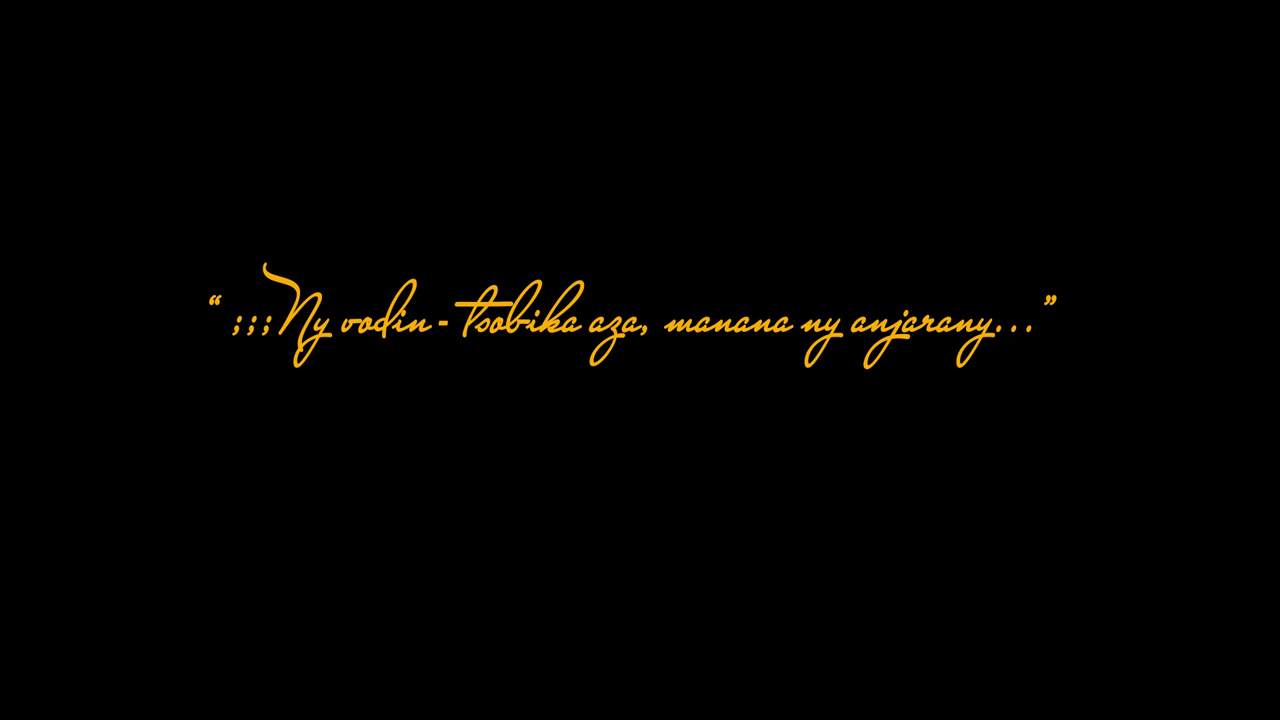 “ ;;;Ny vodin - tsobika aza, manana ny anjarany...”